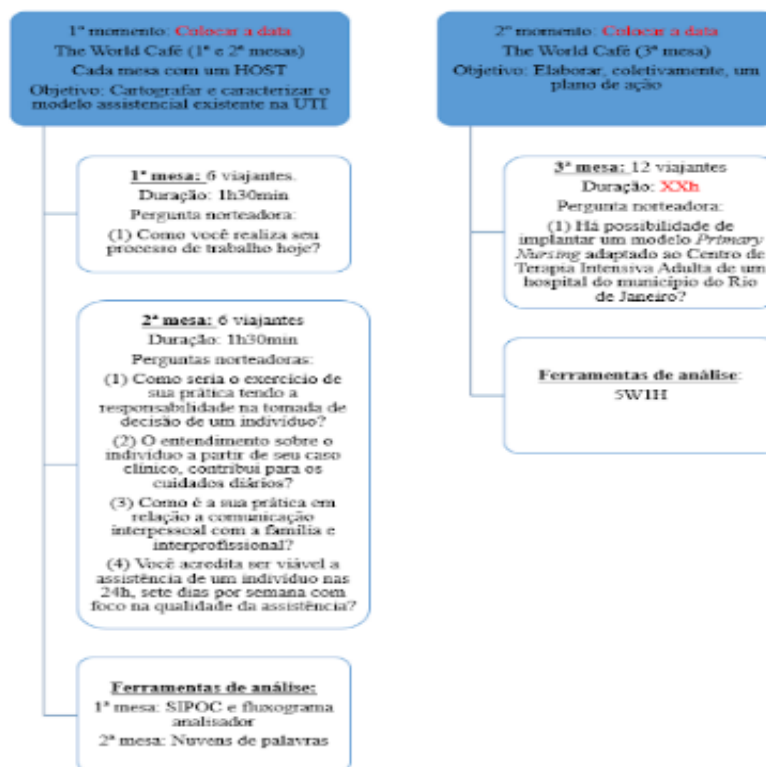 1º momento: Colocar a data
The World Café (1ª e 2ª mesas)
Cada mesa com um HOST
Objetivo: Cartografar e caracterizar o
modelo assistencial existente na UTI
1ª mesa: 6 viajantes.
Duração: 1h30min
Pergunta norteadora:
(1) Como você realiza seu
processo de trabalho hoje?
2ª mesa: 6 viajantes
Duração: 1h30min
Perguntas norteadoras:
(1) Como seria o exercício de
sua prática tendo a
responsabilidade na tomada de
decisão de um indivíduo?
(2) O entendimento sobre o
indivíduo a partir de seu caso
clínico, contribui para os
cuidados diários?
(3) Como é a sua prática em
relação a comunicação
interpessoal com a família e
interprofissional?
(4) Você acredita ser viável a
assistência de um indivíduo nas
24h, sete dias por semana com
foco na qualidade da assistência?
Ferramentas de análise:
1ª mesa: SIPOC e fluxograma
analisador
2ª mesa: Nuvens de palavras
2º momento: Colocar a data
The World Café (3ª mesa)
Objetivo: Elaborar, coletivamente, um
plano de ação
3ª mesa: 12 viajantes
Duração: XXh
Pergunta norteadora:
(1) Há possibilidade de
implantar um modelo Primary
Nursing adaptado ao Centro de
Terapia Intensiva Adulta de um
hospital do município do Rio
de Janeiro?
Ferramentas de análise:
5W1H